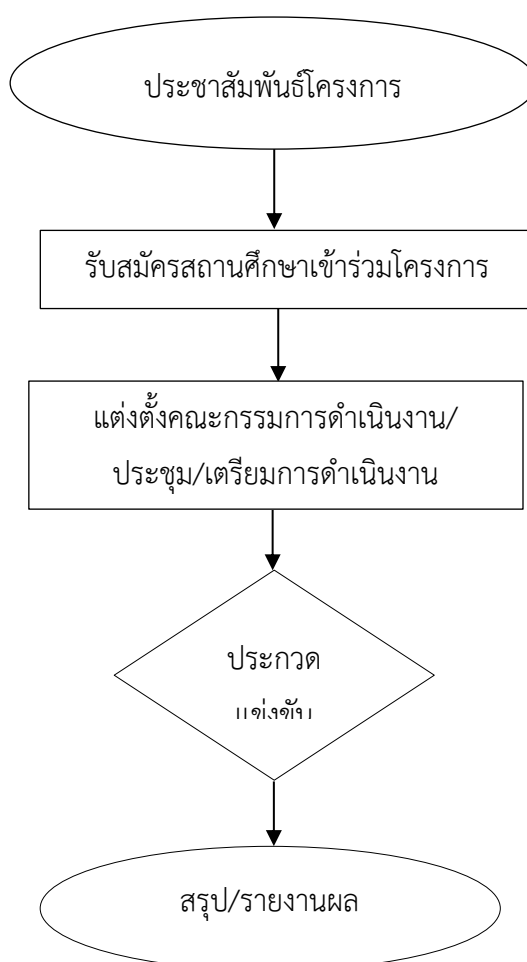 ประชาสัมพันธ์โครงการ
รับสมัครสถานศึกษาเข้าร่วมโครงการ
แต่งตั้งคณะกรรมการดำเนินงาน/
ประชุม/เตรียมการดำเนินงาน
ประกวด
แข่งขัน
สรุป/รายงานผล